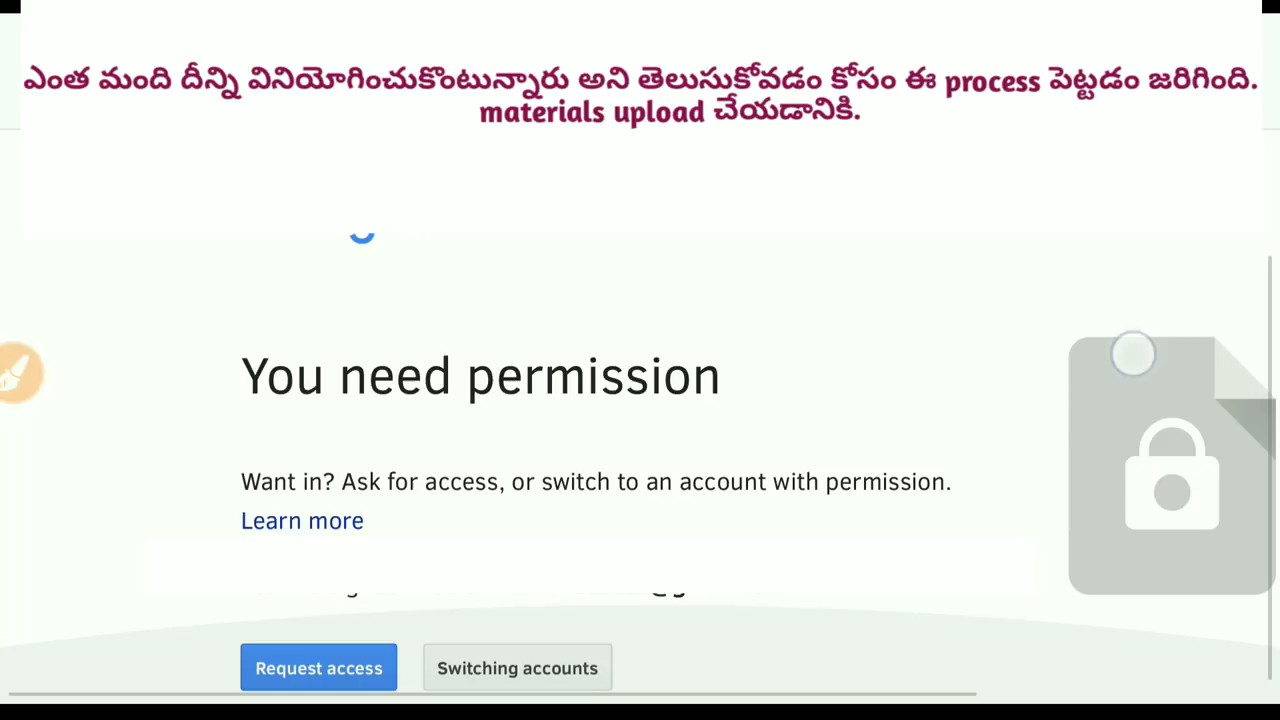 ఎంత మంది దీన్ని వినియోగించుకొంటున్నారు అని తెలుసుకోవడం కోసం ఈ process పెట్టడం జరిగింది.
materials upload చేయడానికి.
You need permission
Want in? Ask for access, or switch to an account with permission.
Learn more
Request access
Switching accounts